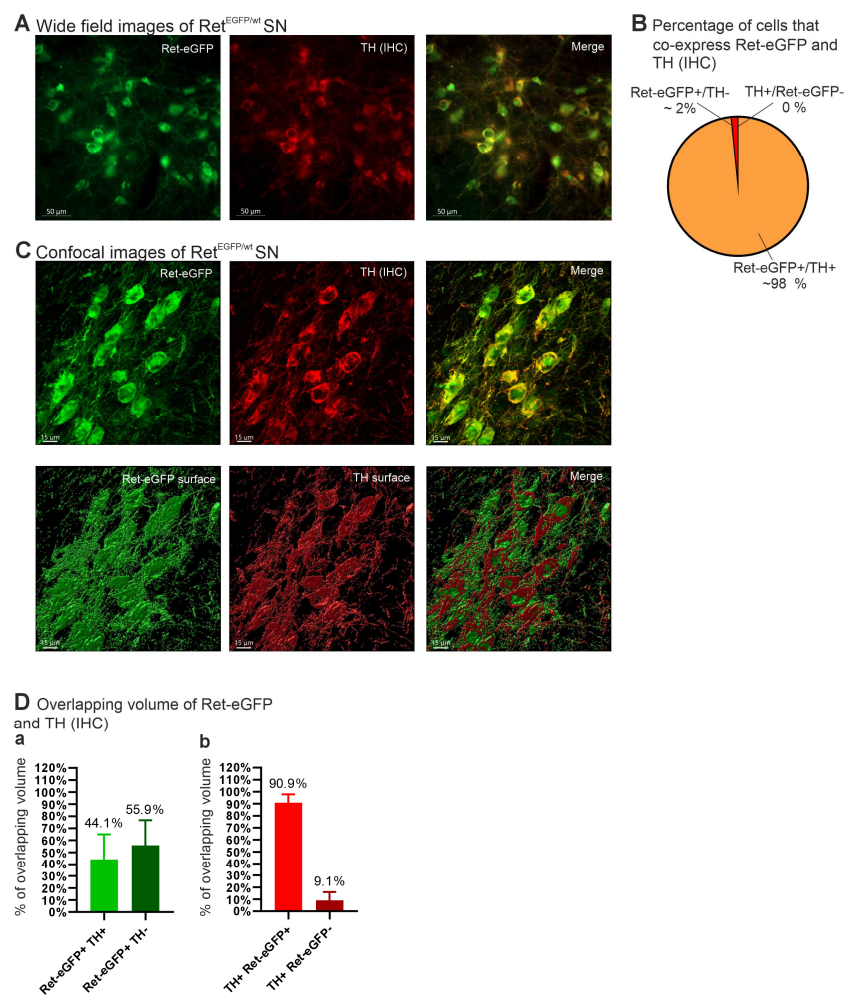 A Wide field images of Ret^EGFP/wt SN
Ret-eGFP
TH (IHC)
Merge
50 µm
50 µm
50 µm
B Percentage of cells that
co-express Ret-eGFP and
TH (IHC)
Ret-eGFP+/TH-
~ 2%
TH+/Ret-eGFP-
0 %
Ret-eGFP+/TH+
~98 %
C Confocal images of Ret^EGFP/wt SN
Ret-eGFP
TH (IHC)
Merge
15 µm
15 µm
15 µm
Ret-eGFP surface
TH surface
Merge
15 µm
15 µm
15 µm
D Overlapping volume of Ret-eGFP
and TH (IHC)
a
% of overlapping volume
120%
110%
100%
90%
80%
70%
60%
50%
40%
30%
20%
10%
0%
44.1%
55.9%
Ret-eGFP+ TH+
Ret-eGFP+ TH-
b
% of overlapping volume
120%
110%
100%
90%
80%
70%
60%
50%
40%
30%
20%
10%
0%
90.9%
9.1%
TH+ Ret-eGFP+
TH+ Ret-eGFP-